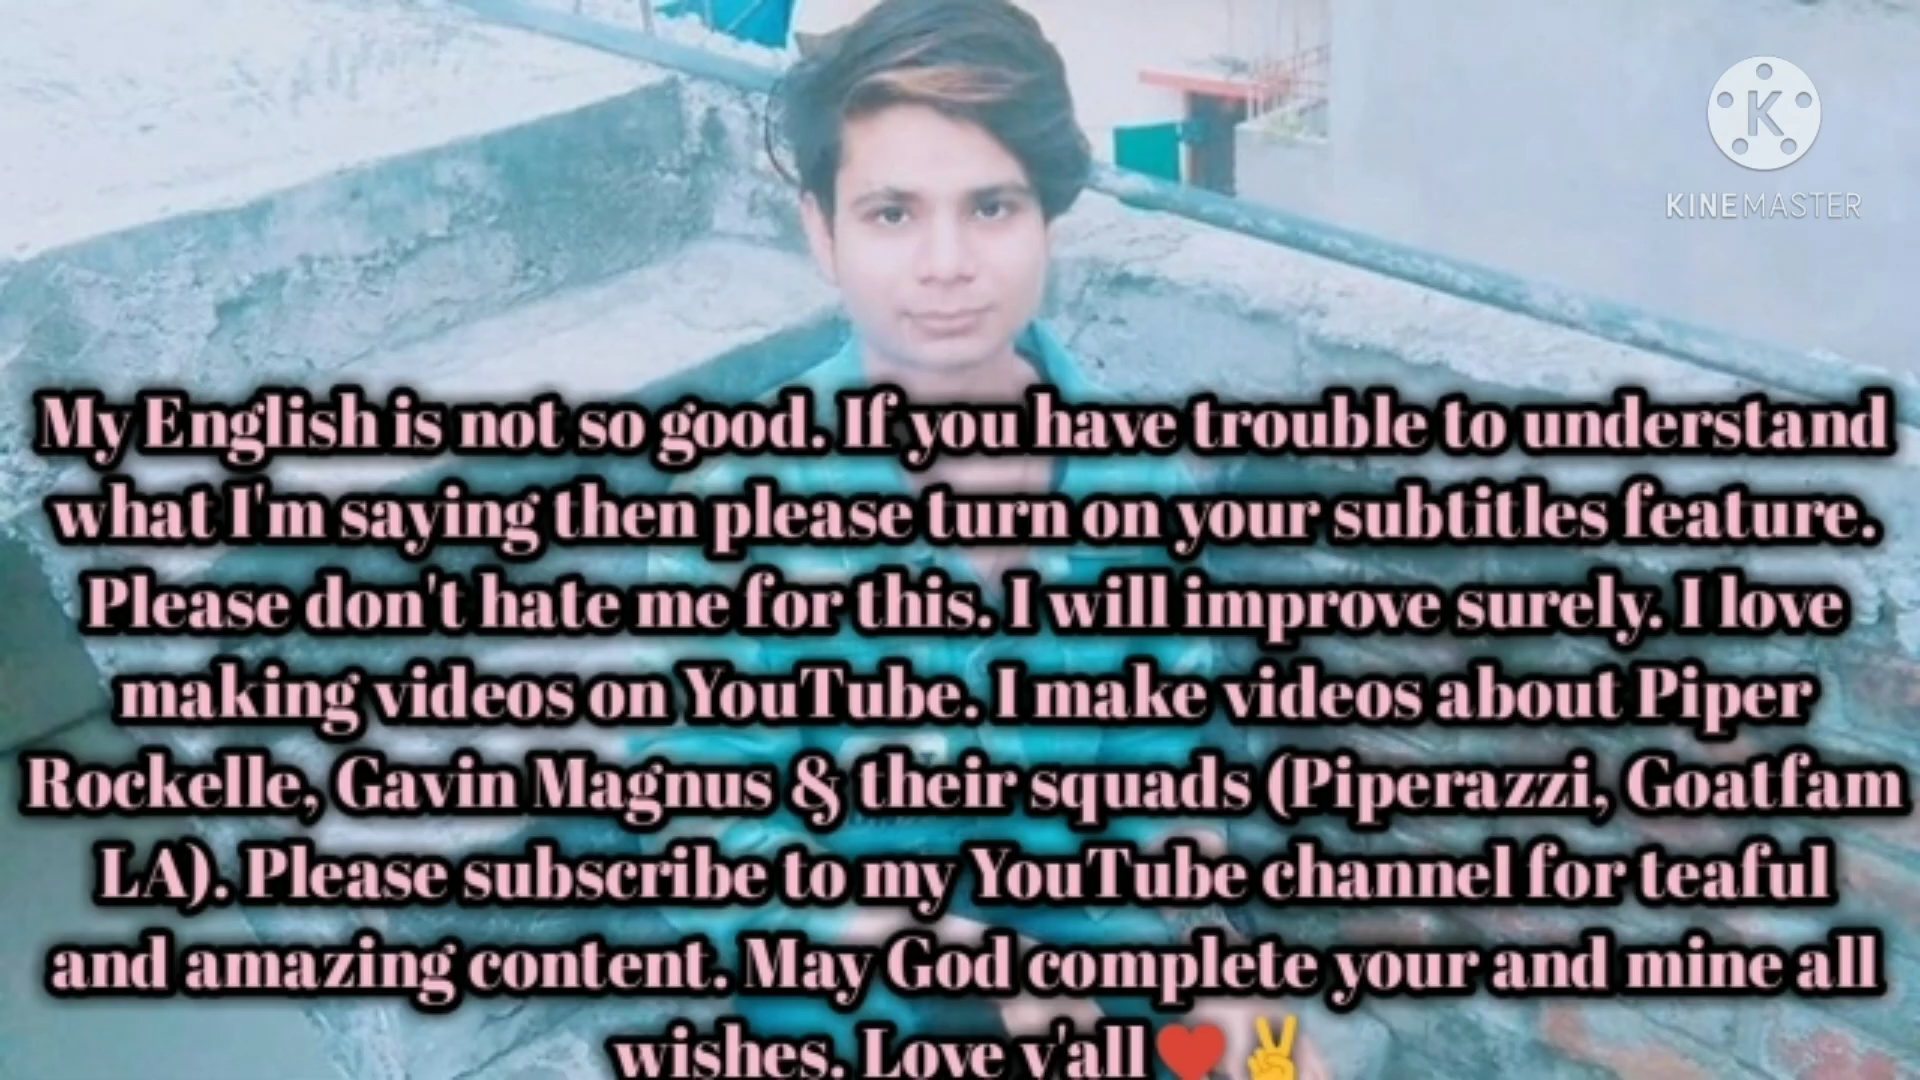 K
KINEMASTER
My English is not so good. If you have trouble to understand
what I'm saying then please turn on your subtitles feature.
Please don't hate me for this. I will improve surely. I love
making videos on YouTube. I make videos about Piper
Rockelle, Gavin Magnus & their squads (Piperazzi, Goatfam
LA). Please subscribe to my YouTube channel for teaful
and amazing content. May God complete your and mine all
wishes. Love y'all❤️✌️